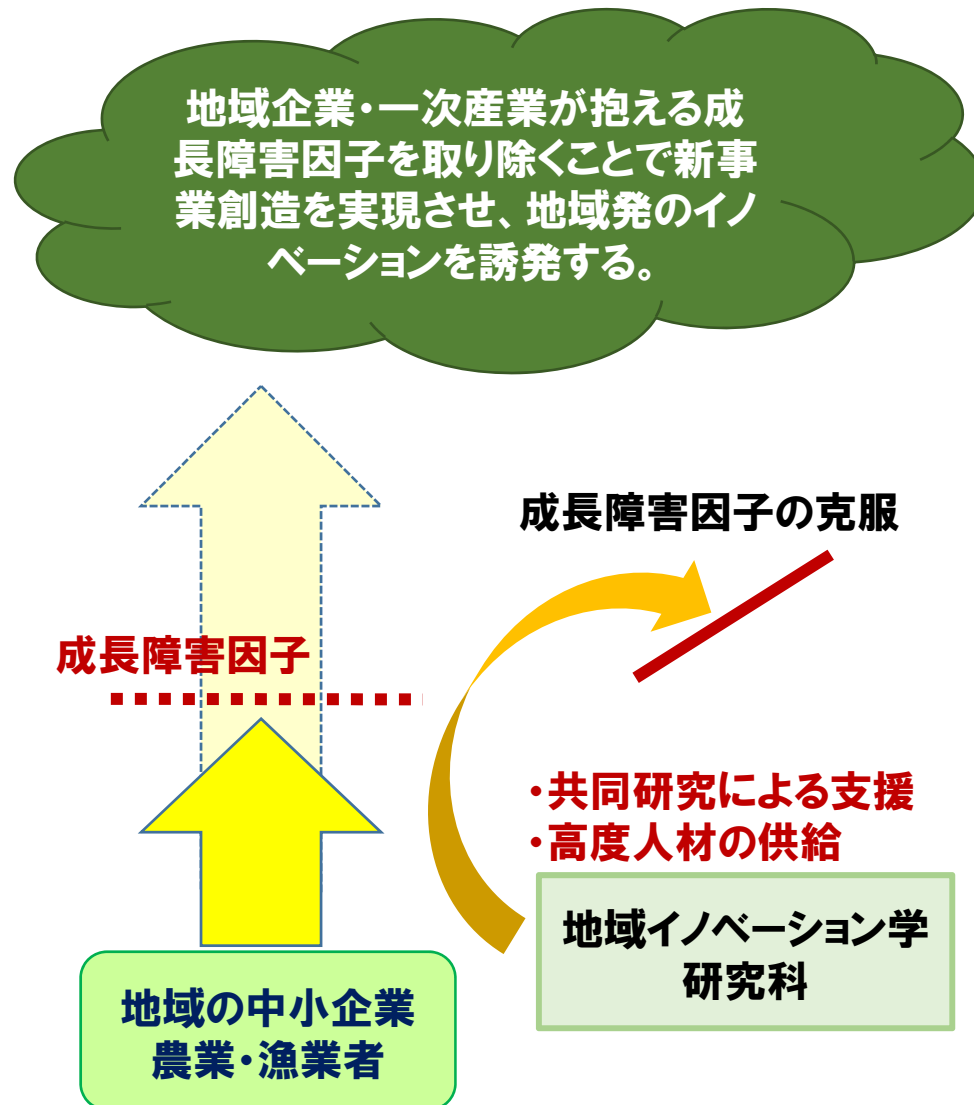 地域企業・一次産業が抱える成
長障害因子を取り除くことで新事
業創造を実現させ、地域発のイノ
ベーションを誘発する。
成長障害因子の克服
成長障害因子
・共同研究による支援
・高度人材の供給
地域イノベーション学
研究科
地域の中小企業
農業・漁業者